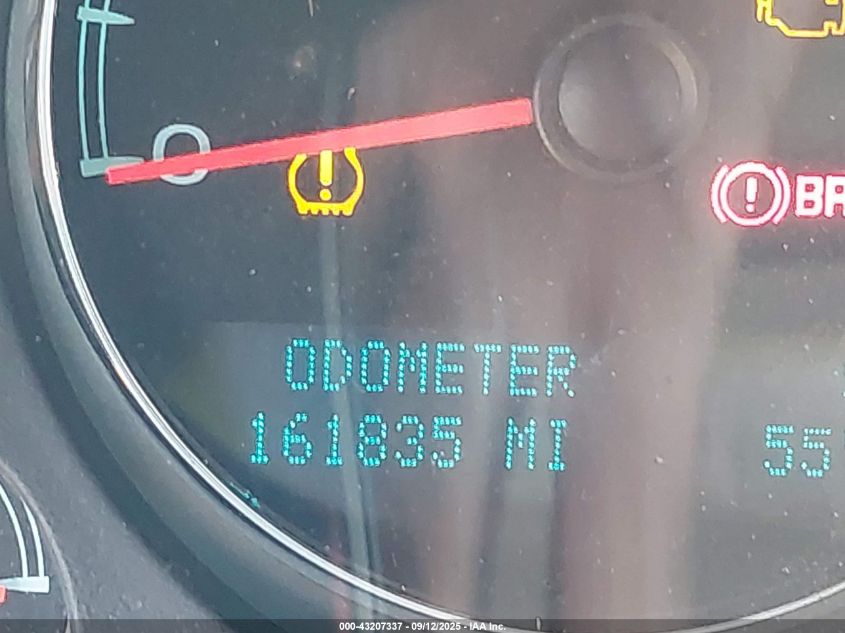 0
BR
ODOMETER
161835 MI
55
000-43207337 - 09/12/2025 - IAA Inc.